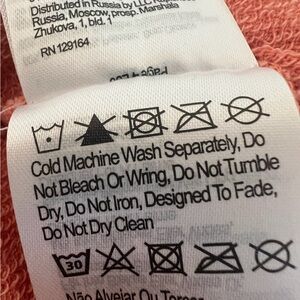 Distributed in Russia by LLC
Russia, Moscow, prosp. Marshala
Zhukova, 1, bld. 1
RN 129164
Cold Machine Wash Separately, Do
Not Bleach Or Wring, Do Not Tumble
Dry, Do Not Iron, Designed To Fade,
Do Not Dry Clean
30
Não Alvejar Ou